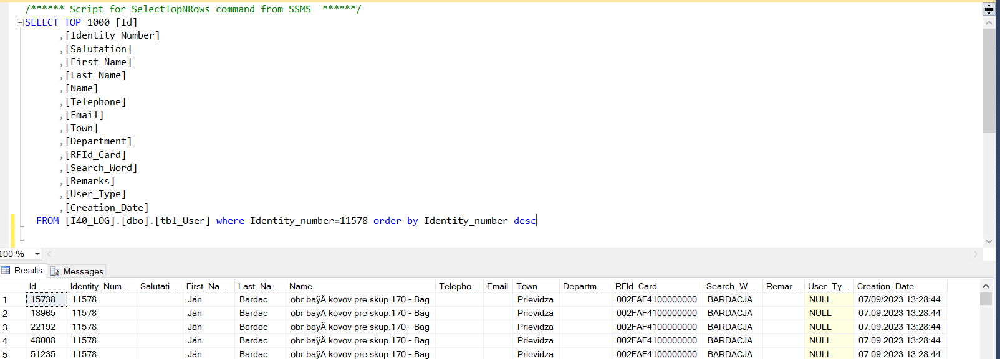 /****** Script for SelectTopNRows command from SSMS  ******/
SELECT TOP 1000 [Id]
,[Identity_Number]
,[Salutation]
,[First_Name]
,[Last_Name]
,[Name]
,[Telephone]
,[Email]
,[Town]
,[Department]
,[RFId_Card]
,[Search_Word]
,[Remarks]
,[User_Type]
,[Creation_Date]
FROM [I40_LOG].[dbo].[tbl_User] where Identity_number=11578 order by Identity_number desc
100 %
Results Messages
Id Identity_Num... Salutati... First_Na... Last_Na... Name Telepho... Email Town Departm... RFId_Card Search_W... Remar... User_Ty... Creation_Date
1 15738 11578 Ján Bardac obr baÿÄ kovov pre skup.170 - Bag Prievidza 002FAF4100000000 BARDACJA NULL 07/09/2023 13:28:44
2 18965 11578 Ján Bardac obr baÿÄ kovov pre skup.170 - Bag Prievidza 002FAF4100000000 BARDACJA NULL 07.09.2023 13:28:44
3 22192 11578 Ján Bardac obr baÿÄ kovov pre skup.170 - Bag Prievidza 002FAF4100000000 BARDACJA NULL 07.09.2023 13:28:44
4 48008 11578 Ján Bardac obr baÿÄ kovov pre skup.170 - Bag Prievidza 002FAF4100000000 BARDACJA NULL 07.09.2023 13:28:44
5 51235 11578 Ján Bardac obr baÿÄ kovov pre skup.170 - Bag Prievidza 002FAF4100000000 BARDACJA NULL 07.09.2023 13:28:44